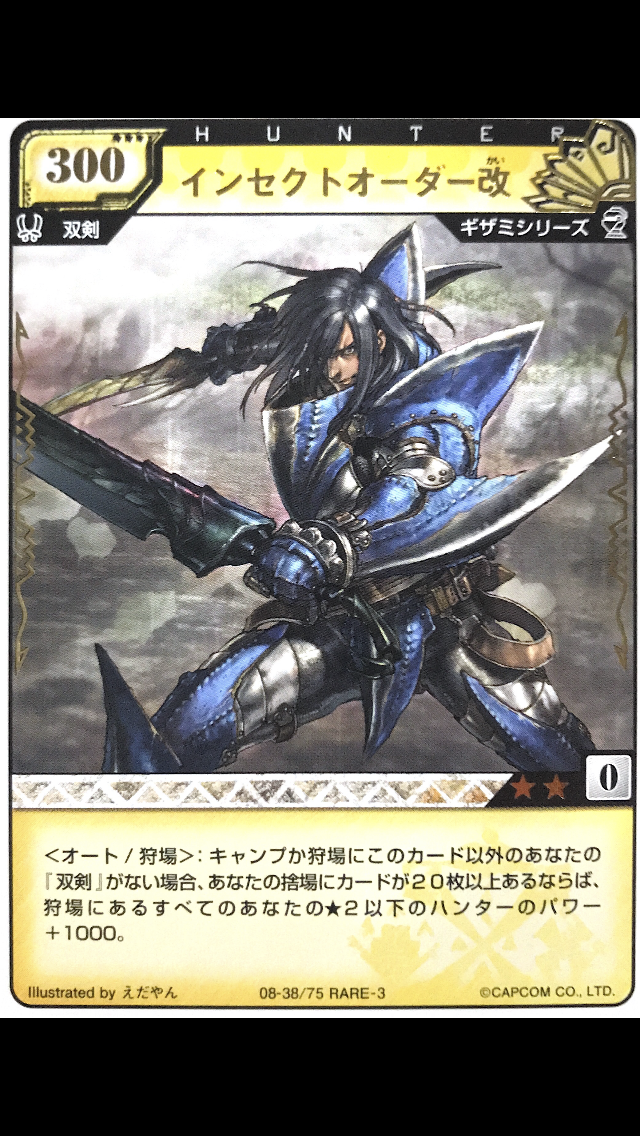 HUNTER
300
インセクトオーダー改
かい
双剣
ギザミシリーズ
★★
0
<オート/狩場>:キャンプか狩場にこのカード以外のあなたの
『双剣』がない場合、あなたの捨場にカードが20枚以上あるならば、
狩場にあるすべてのあなたの★2以下のハンターのパワー
+1000。
Illustrated by えだやん
08-38/75 RARE-3
©CAPCOM CO., LTD.